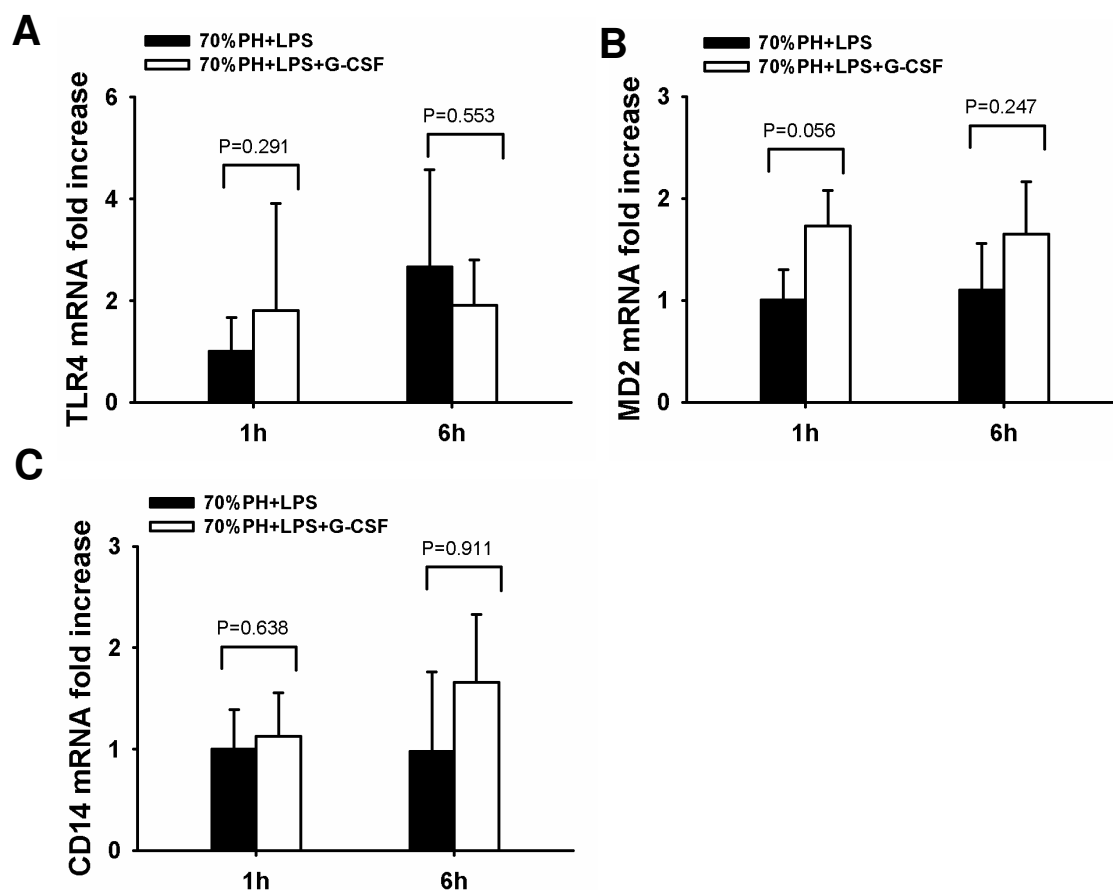 A
70%PH+LPS
70%PH+LPS+G-CSF
TLR4 mRNA fold increase
6
4
2
0
P=0.291
P=0.553
1h
6h
B
70%PH+LPS
70%PH+LPS+G-CSF
MD2 mRNA fold increase
3
2
1
0
P=0.056
P=0.247
1h
6h
C
70%PH+LPS
70%PH+LPS+G-CSF
CD14 mRNA fold increase
3
2
1
0
P=0.638
P=0.911
1h
6h